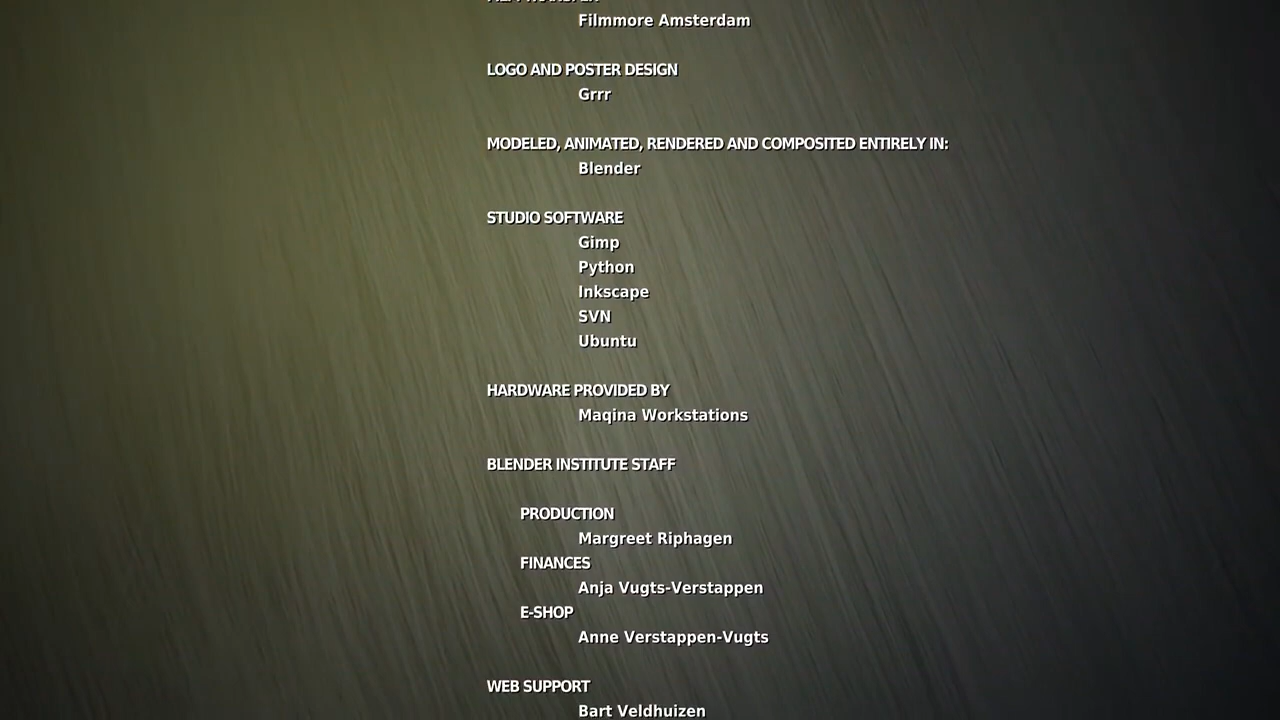 Filmmore Amsterdam
LOGO AND POSTER DESIGN
Grrr
MODELED, ANIMATED, RENDERED AND COMPOSITED ENTIRELY IN:
Blender
STUDIO SOFTWARE
Gimp
Python
Inkscape
SVN
Ubuntu
HARDWARE PROVIDED BY
Maqina Workstations
BLENDER INSTITUTE STAFF
PRODUCTION
Margreet Riphagen
FINANCES
Anja Vugts-Verstappen
E-SHOP
Anne Verstappen-Vugts
WEB SUPPORT
Bart Veldhuizen